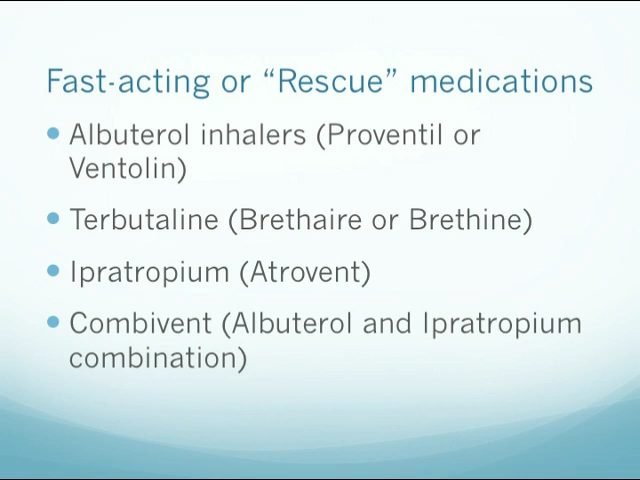 Fast-acting or “Rescue” medications
• Albuterol inhalers (Proventil or
Ventolin)
• Terbutaline (Brethaire or Brethine)
• Ipratropium (Atrovent)
• Combivent (Albuterol and Ipratropium
combination)